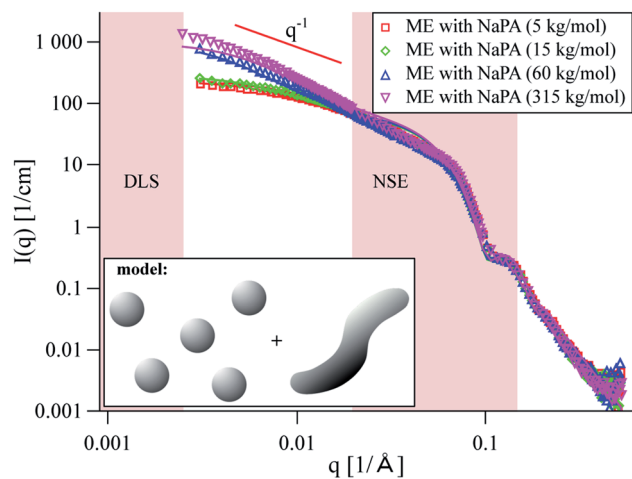 q⁻¹
ME with NaPA (5 kg/mol)
ME with NaPA (15 kg/mol)
ME with NaPA (60 kg/mol)
ME with NaPA (315 kg/mol)
I(q) [1/cm]
1 000
100
10
1
0.1
0.01
0.001
DLS
NSE
model:
+
0.001
0.01
0.1
q [1/Å]